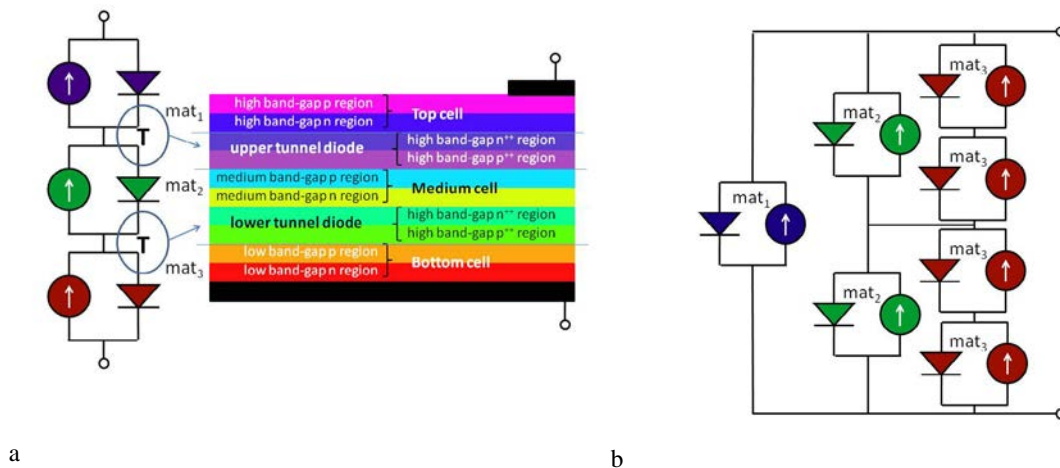 mat1
T
mat2
T
mat3
high band-gap p region
high band-gap n region
Top cell
upper tunnel diode
high band-gap n++ region
high band-gap p++ region
medium band-gap p region
medium band-gap n region
Medium cell
lower tunnel diode
high band-gap n++ region
high band-gap p++ region
low band-gap p region
low band-gap n region
Bottom cell
a
mat1
mat2
mat2
mat3
mat3
mat3
mat3
b